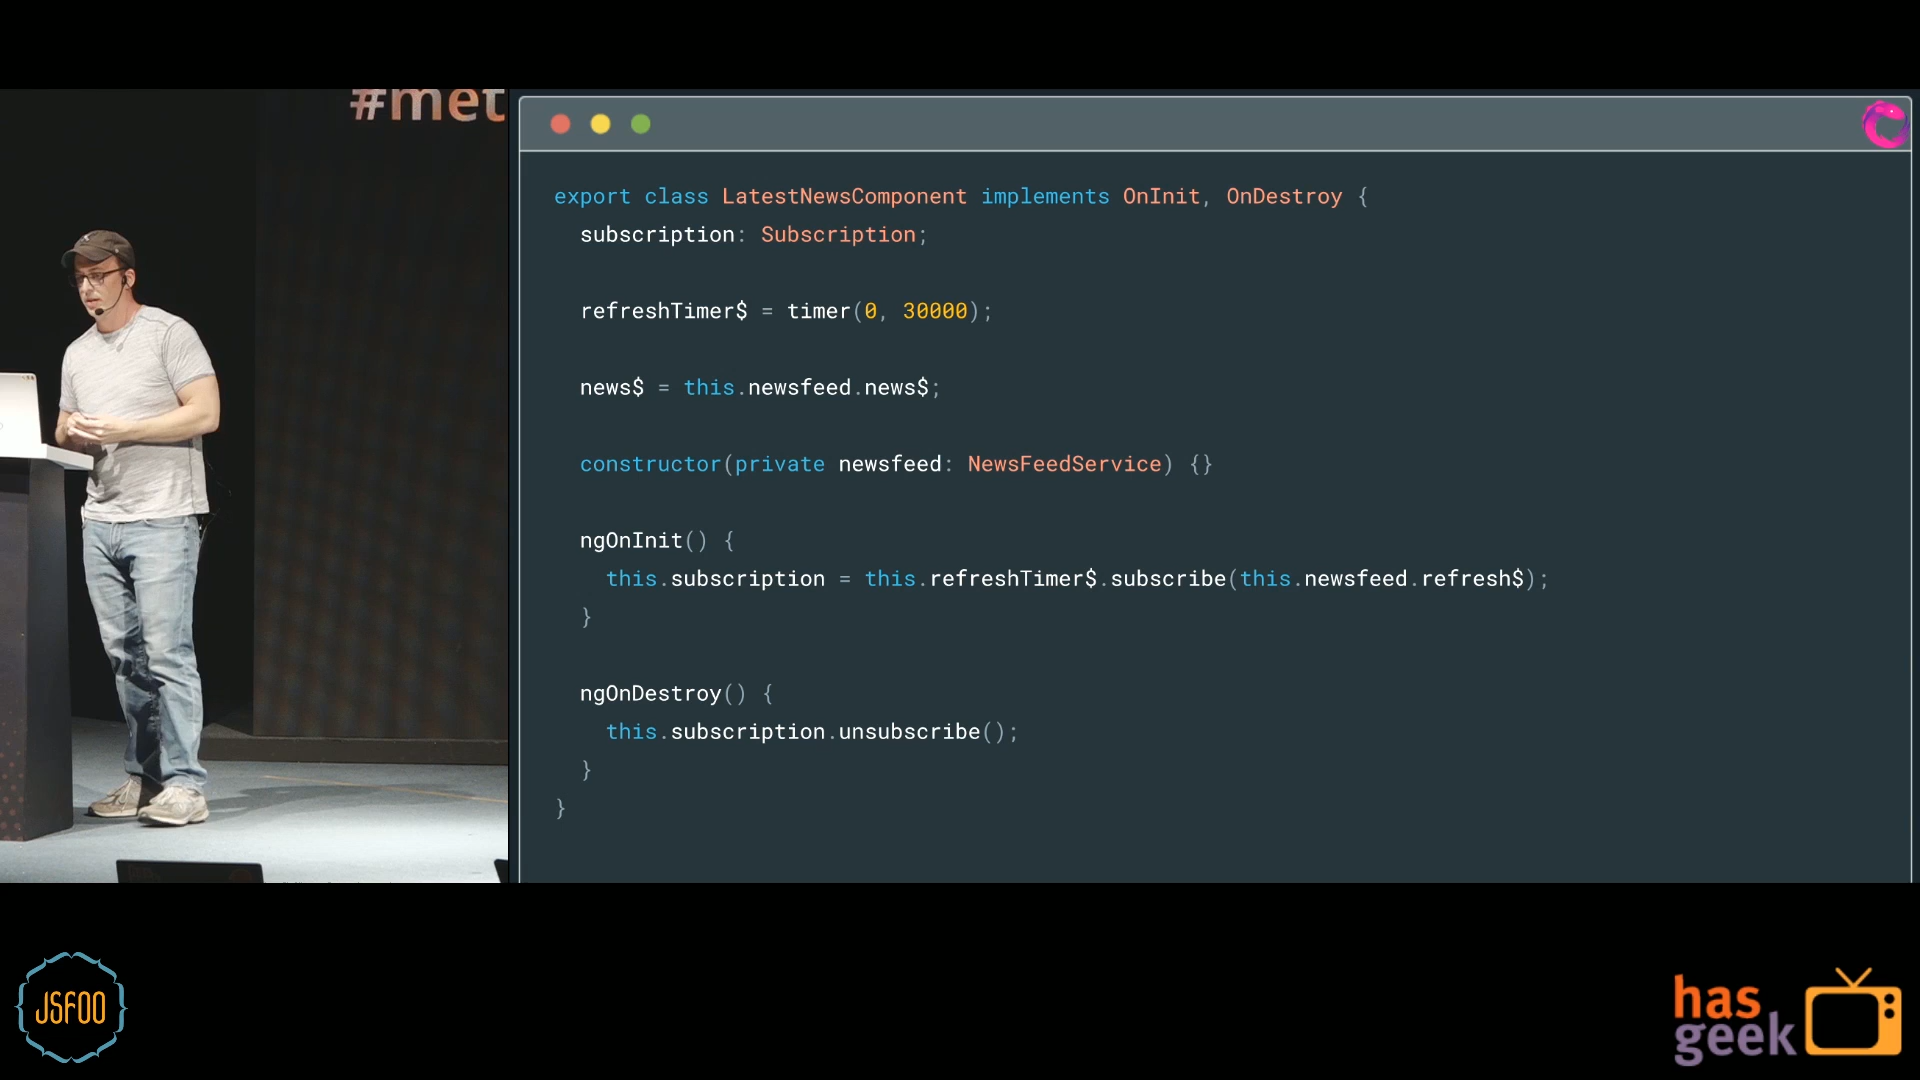 #met
export class LatestNewsComponent implements OnInit, OnDestroy {
subscription: Subscription;
refreshTimer$ = timer(0, 30000);
news$ = this.newsfeed.news$;
constructor(private newsfeed: NewsFeedService) {}
ngOnInit() {
this.subscription = this.refreshTimer$.subscribe(this.newsfeed.refresh$);
}
ngOnDestroy() {
this.subscription.unsubscribe();
}
}
JSFOO
has
geek